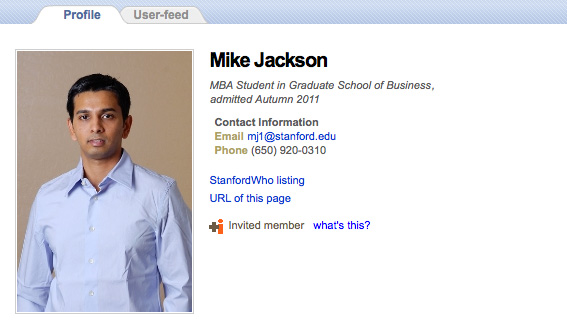 Profile
User-feed
Mike Jackson
MBA Student in Graduate School of Business,
admitted Autumn 2011
Contact Information
Email mj1@stanford.edu
Phone (650) 920-0310
StanfordWho listing
URL of this page
Invited member what's this?